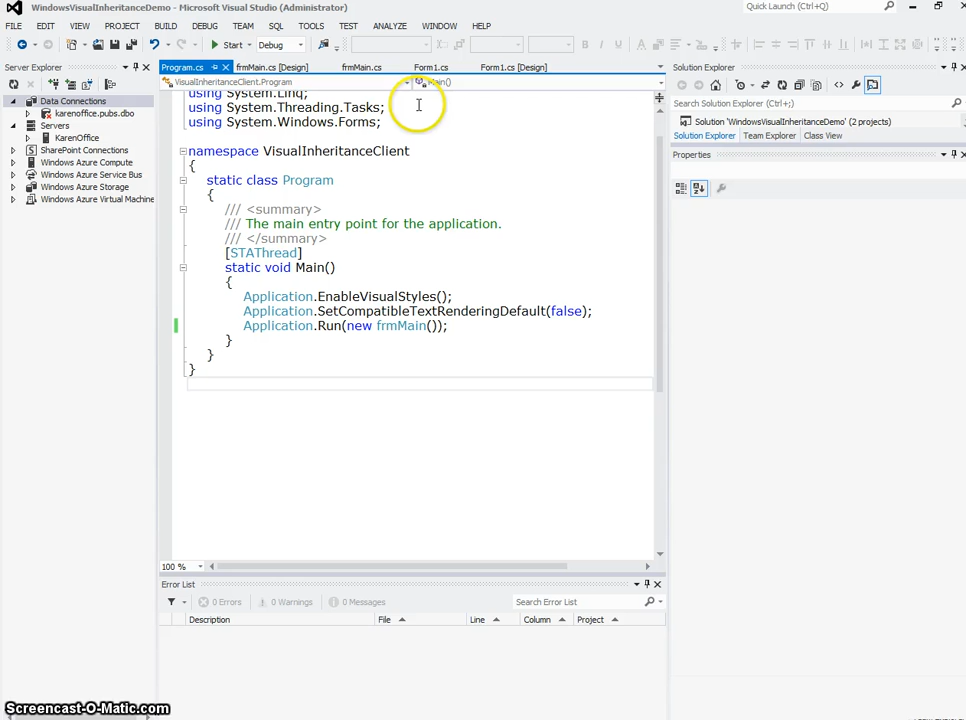 WindowsVisualInheritanceDemo - Microsoft Visual Studio (Administrator)
Quick Launch (Ctrl+Q)
FILE EDIT VIEW PROJECT BUILD DEBUG TEAM SQL TOOLS TEST ANALYZE WINDOW HELP
Start Debug
Server Explorer
Data Connections
karenoffice.pubs.dbo
Servers
KarenOffice
SharePoint Connections
Windows Azure Compute
Windows Azure Service Bus
Windows Azure Storage
Windows Azure Virtual Machine
Program.cs frmMain.cs [Design] frmMain.cs Form1.cs Form1.cs [Design]
VisualInheritanceClient.Program Main()
using System.Linq;
using System.Threading.Tasks;
using System.Windows.Forms;
namespace VisualInheritanceClient
{
static class Program
{
/// <summary>
/// The main entry point for the application.
/// </summary>
[STAThread]
static void Main()
{
Application.EnableVisualStyles();
Application.SetCompatibleTextRenderingDefault(false);
Application.Run(new frmMain());
}
}
}
100 %
Error List
0 Errors 0 Warnings 0 Messages Search Error List
Description File Line Column Project
Solution Explorer
Search Solution Explorer (Ctrl+;)
Solution 'WindowsVisualInheritanceDemo' (2 projects)
Solution Explorer Team Explorer Class View
Properties
Screencast-O-Matic.com